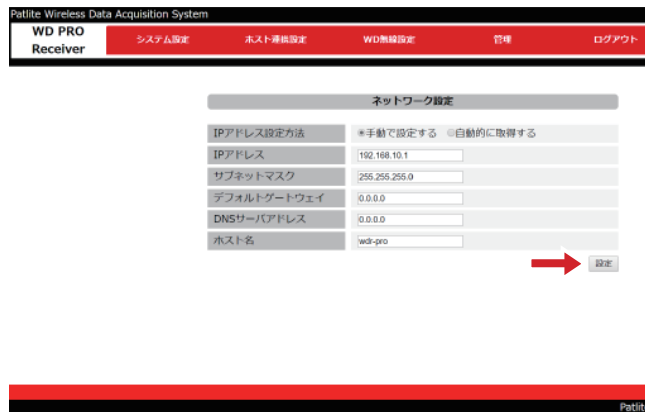 Patlite Wireless Data Acquisition System
WD PRO
Receiver
システム設定 ホスト連携設定 WD無線設定 管理 ログアウト
ネットワーク設定
IPアドレス設定方法 手動で設定する 自動的に取得する
IPアドレス 192.168.10.1
サブネットマスク 255.255.255.0
デフォルトゲートウェイ 0.0.0.0
DNSサーバアドレス 0.0.0.0
ホスト名 wdr-pro
設定
Patlit